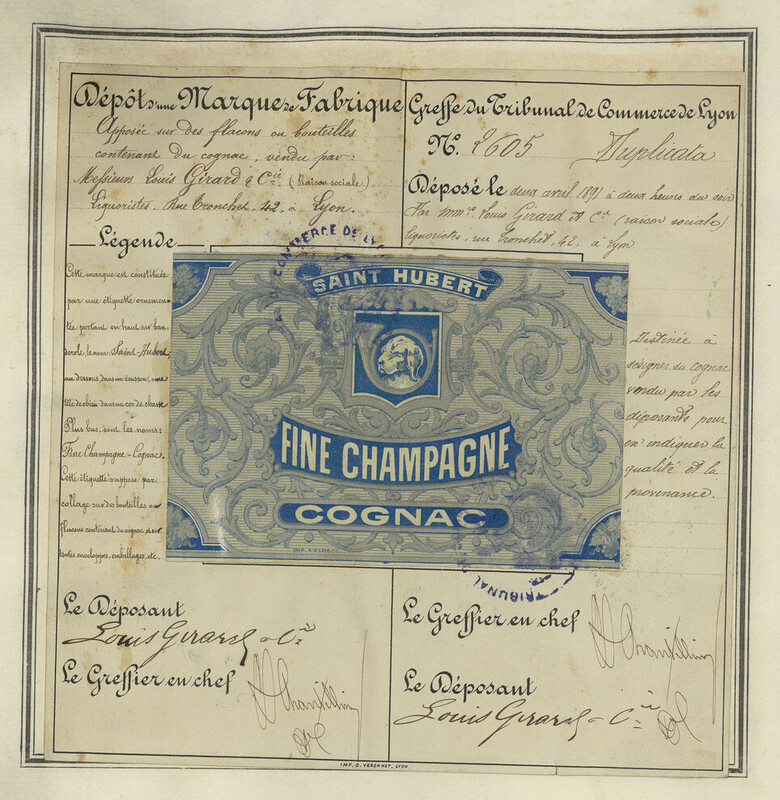 Dépôt d'une Marque de Fabrique
Apposée sur des flacons ou bouteilles
contenant du cognac, vendu par:
Messieurs Louis Girard & Cie (Raison sociale)
Liquoristes. Rue Tronchet, 42, à Lyon.
Légende
Cette marque est constituée
par une étiquette ornemen-
tée portant en haut sur ban-
derole, le nom Saint-Hubert,
au dessous, dans un écusson, une
tête de chien dans un cor de chasse
Plus bas, sont les noms:
Fine Champagne-Cognac.
Cette étiquette s'appose par
collage sur des bouteilles ou
flacons contenant du cognac, et sur
toutes enveloppes, emballages, etc.
Greffe du Tribunal de Commerce de Lyon
N°. 2605 Duplicata
Déposé le deux avril 1891 à deux heures du soir
Par mmrs Louis Girard et Cie (raison sociale)
liquoristes, rue Tronchet, 42, à Lyon
COMMERCE DE LY
SAINT HUBERT
FINE CHAMPAGNE
COGNAC
TRIBUNAL
Destinée à
désigner du cognac
vendu par les
déposants pour
en indiquer la
qualité et la
provenance.
Le Déposant
Louis Girard & Cie
Le Greffier en chef
Le Greffier en chef
Le Déposant
Louis Girard & Cie
IMP. G. VERONNET, LYON